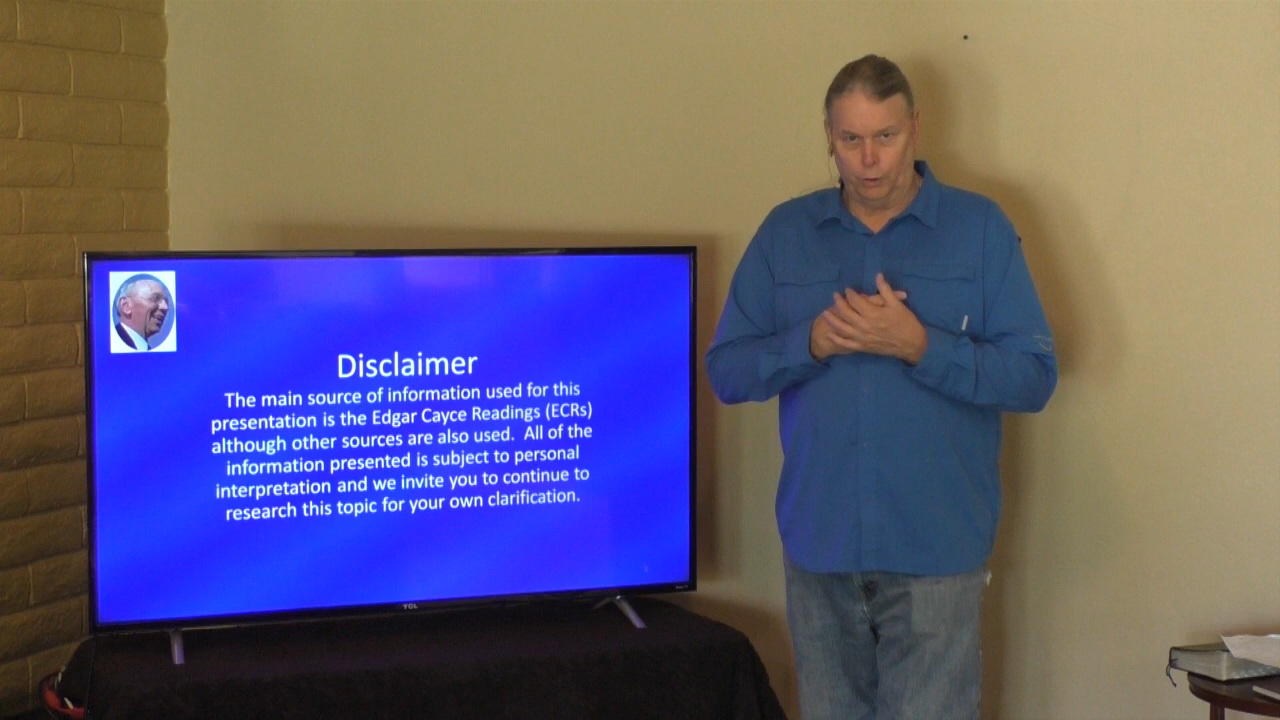 Disclaimer
The main source of information used for this
presentation is the Edgar Cayce Readings (ECRs)
although other sources are also used.  All of the
information presented is subject to personal
interpretation and we invite you to continue to
research this topic for your own clarification.
TCL